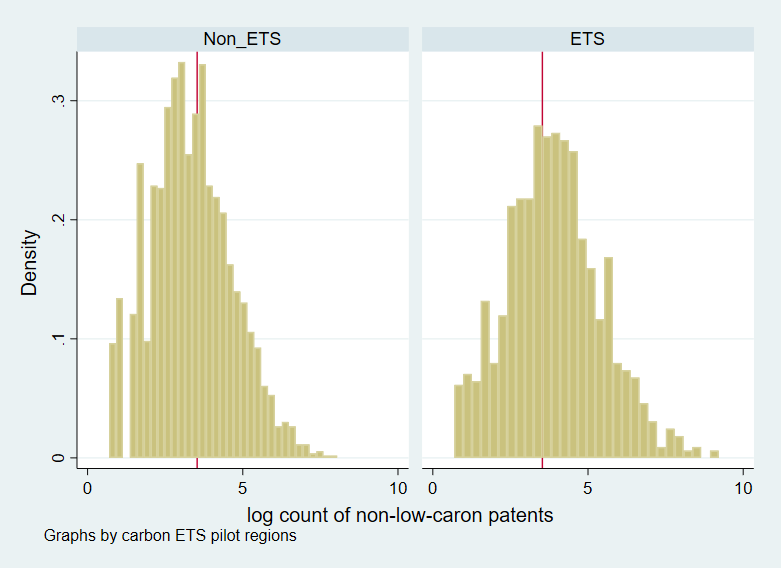 Non_ETS
ETS
Density
.3
.2
.1
0
0
5
10
0
5
10
log count of non-low-caron patents
Graphs by carbon ETS pilot regions